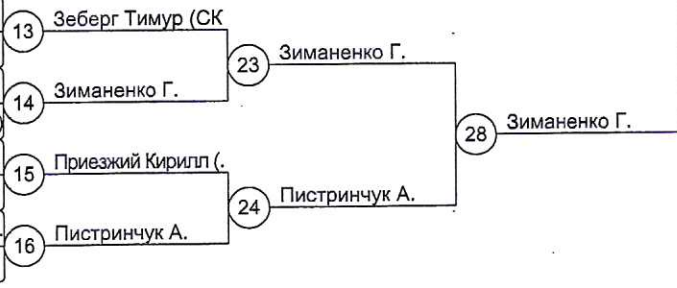 13 Зеберг Тимур (СК
23 Зиманенко Г.
14 Зиманенко Г.
28 Зиманенко Г.
15 Приезжий Кирилл (.
24 Пистринчук А.
16 Пистринчук А.